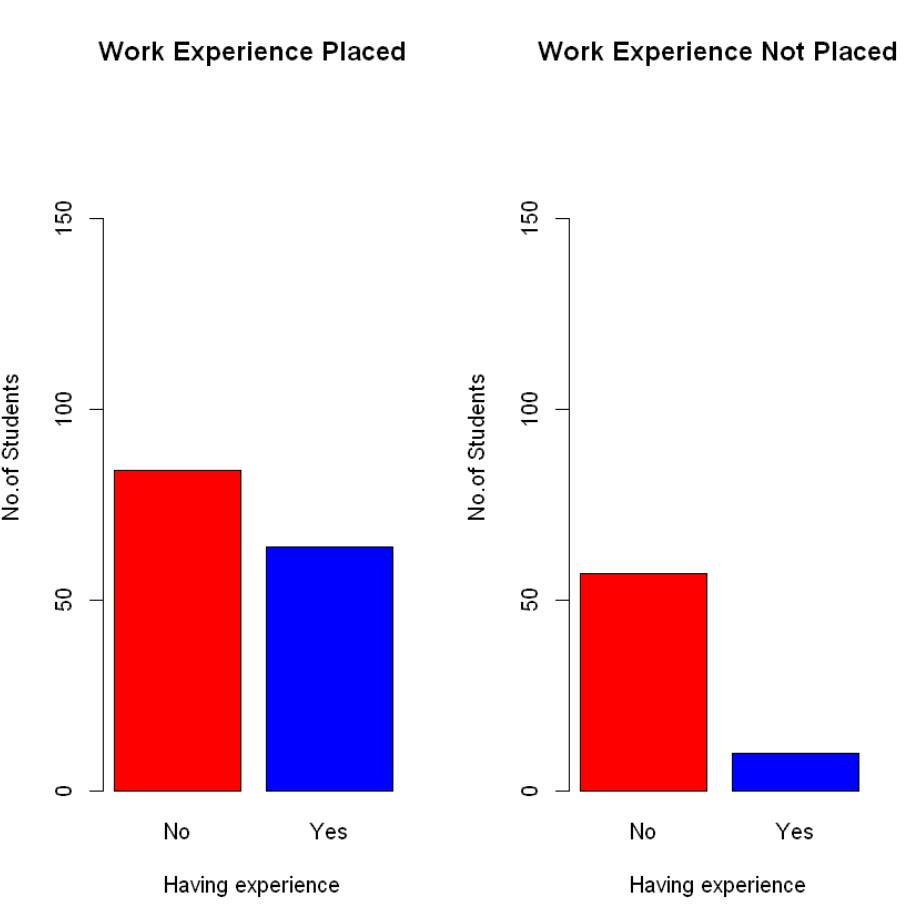 Work Experience Placed
No.of Students
150
100
50
0
No Yes
Having experience
Work Experience Not Placed
No.of Students
150
100
50
0
No Yes
Having experience